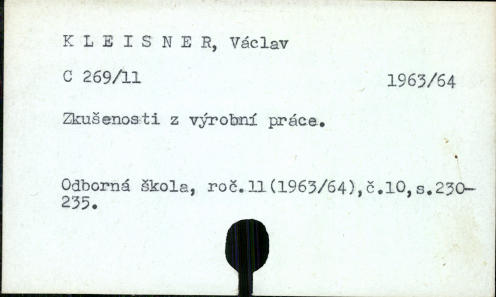 K L E I S N E R, Václav
C 269/11 1963/64
Zkušenosti z výrobní práce.
Odborná škola, roč.11(1963/64),č.10,s.230-
235.